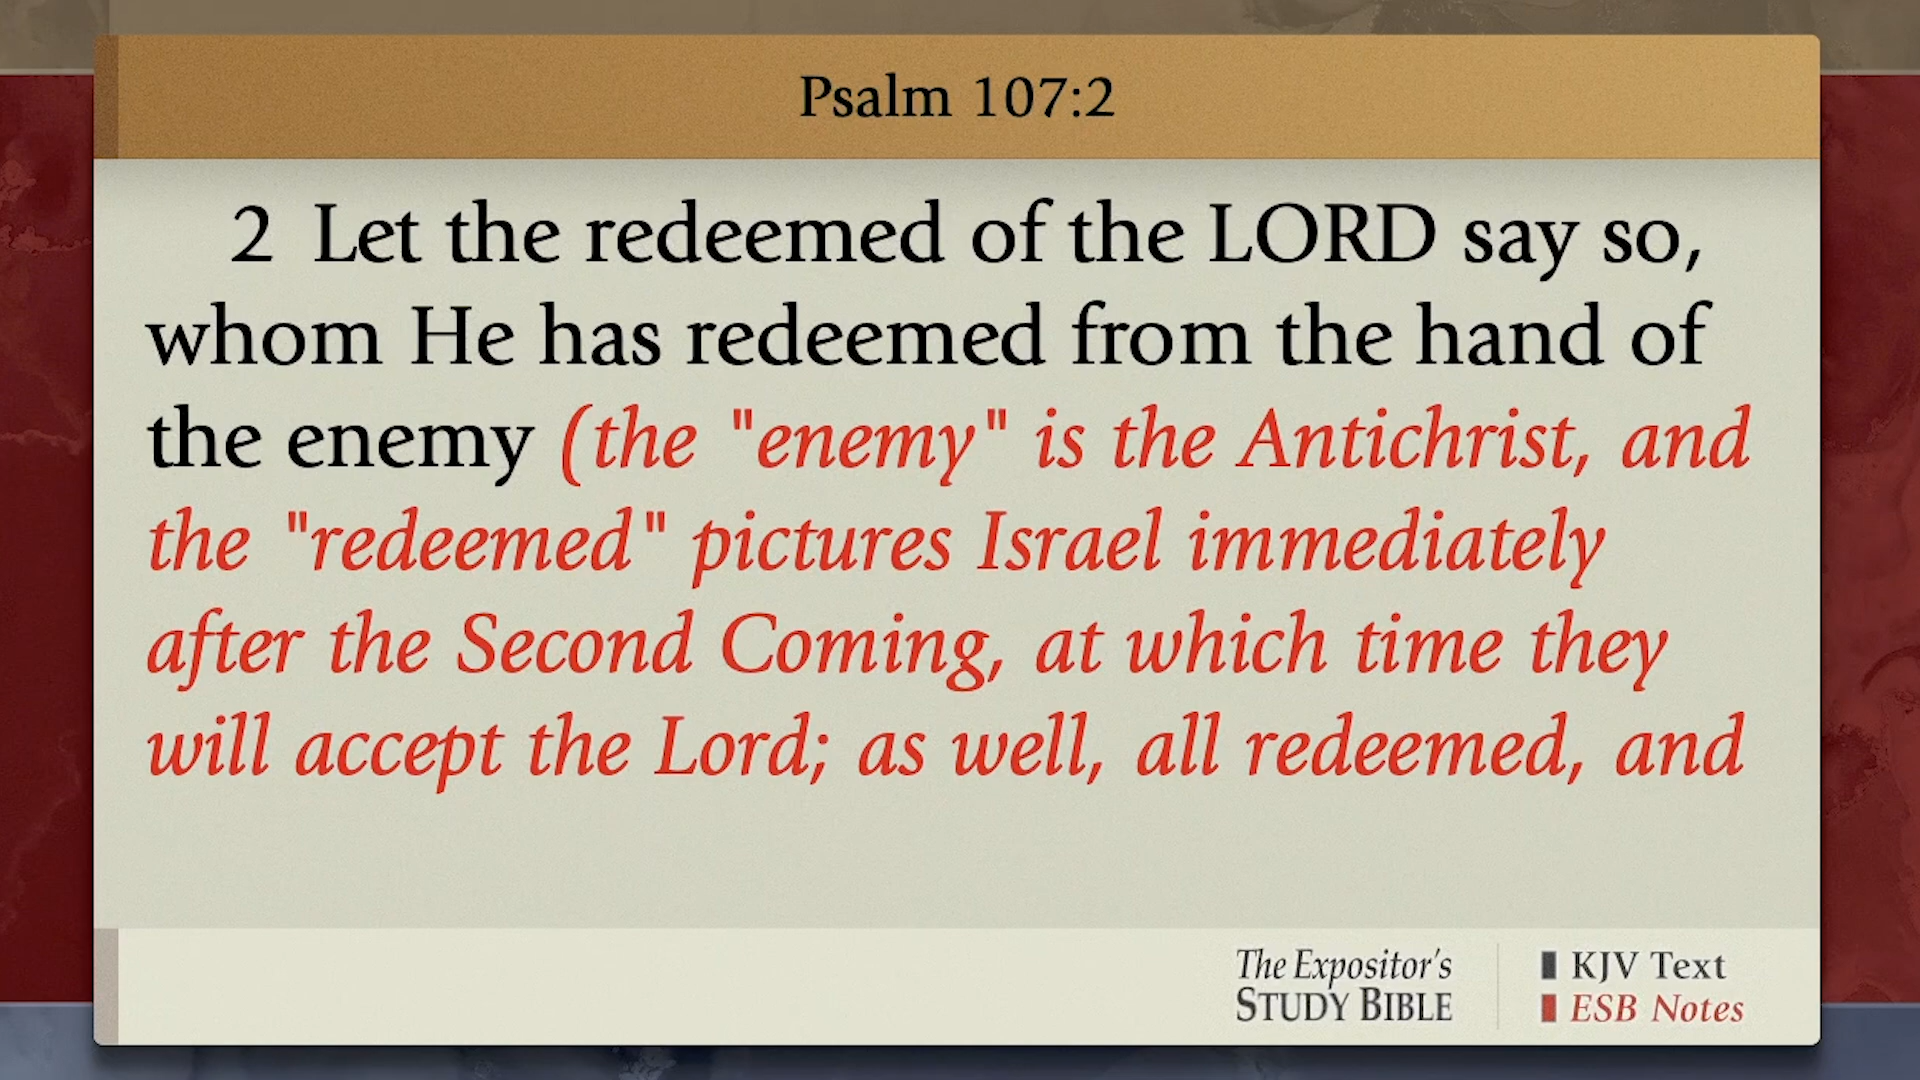 Psalm 107:2
2 Let the redeemed of the LORD say so,
whom He has redeemed from the hand of
the enemy (the "enemy" is the Antichrist, and
the "redeemed" pictures Israel immediately
after the Second Coming, at which time they
will accept the Lord; as well, all redeemed, and
The Expositor's
STUDY BIBLE
KJV Text
ESB Notes